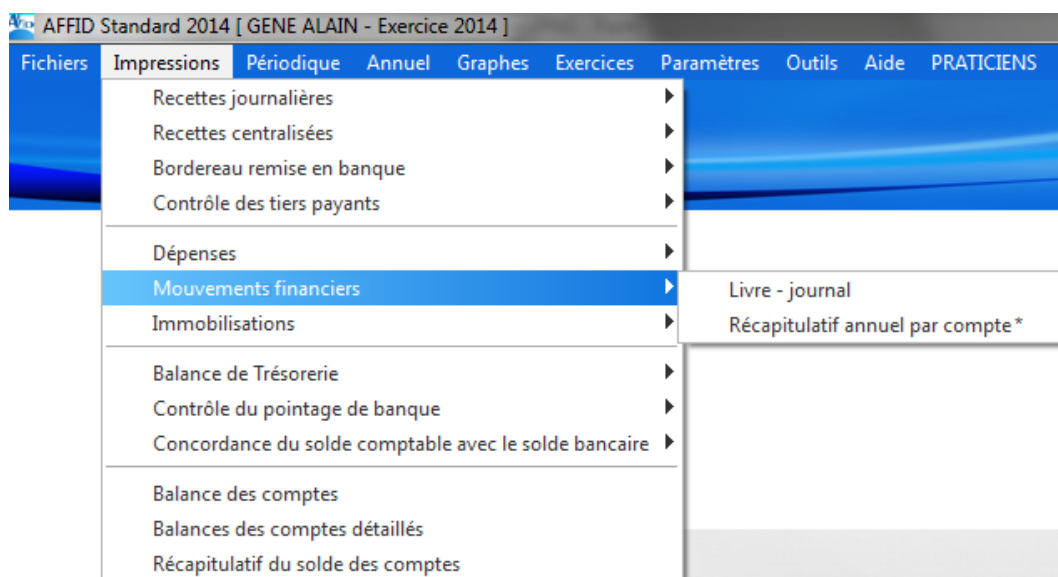 AFFID Standard 2014 [ GENE ALAIN - Exercice 2014 ]
Fichiers Impressions Périodique Annuel Graphes Exercices Paramètres Outils Aide PRATICIENS
Recettes journalières
Recettes centralisées
Bordereau remise en banque
Contrôle des tiers payants
Dépenses
Mouvements financiers
Livre - journal
Immobilisations
Récapitulatif annuel par compte*
Balance de Trésorerie
Contrôle du pointage de banque
Concordance du solde comptable avec le solde bancaire
Balance des comptes
Balances des comptes détaillés
Récapitulatif du solde des comptes